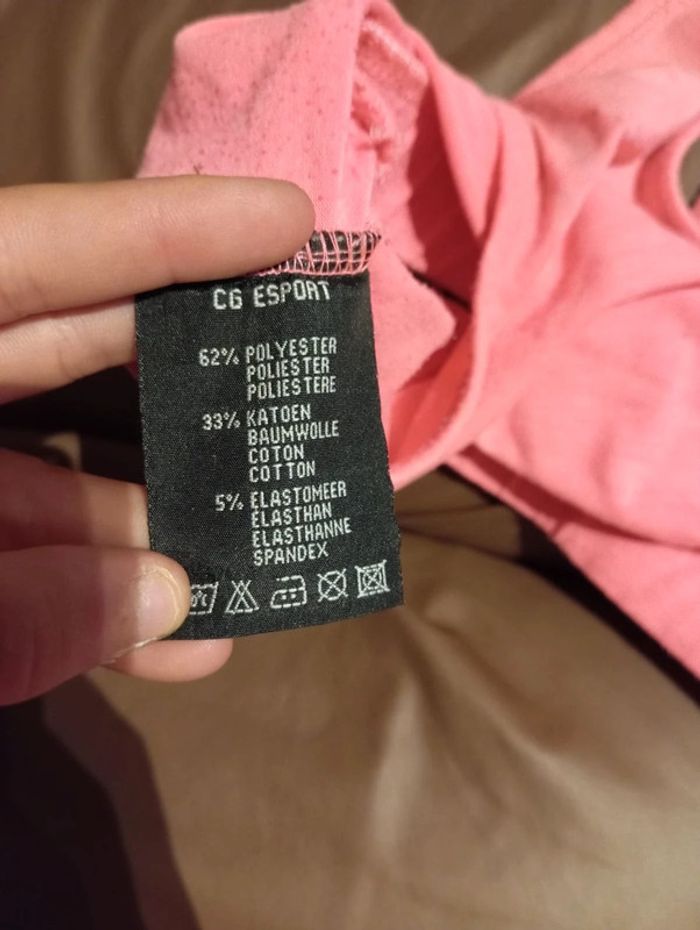 CG ESPORT
62% POLYESTER
POLIESTER
POLIESTERE
33% KATOEN
BAUMWOLLE
COTON
COTTON
5% ELASTOMEER
ELASTHAN
ELASTHANNE
SPANDEX